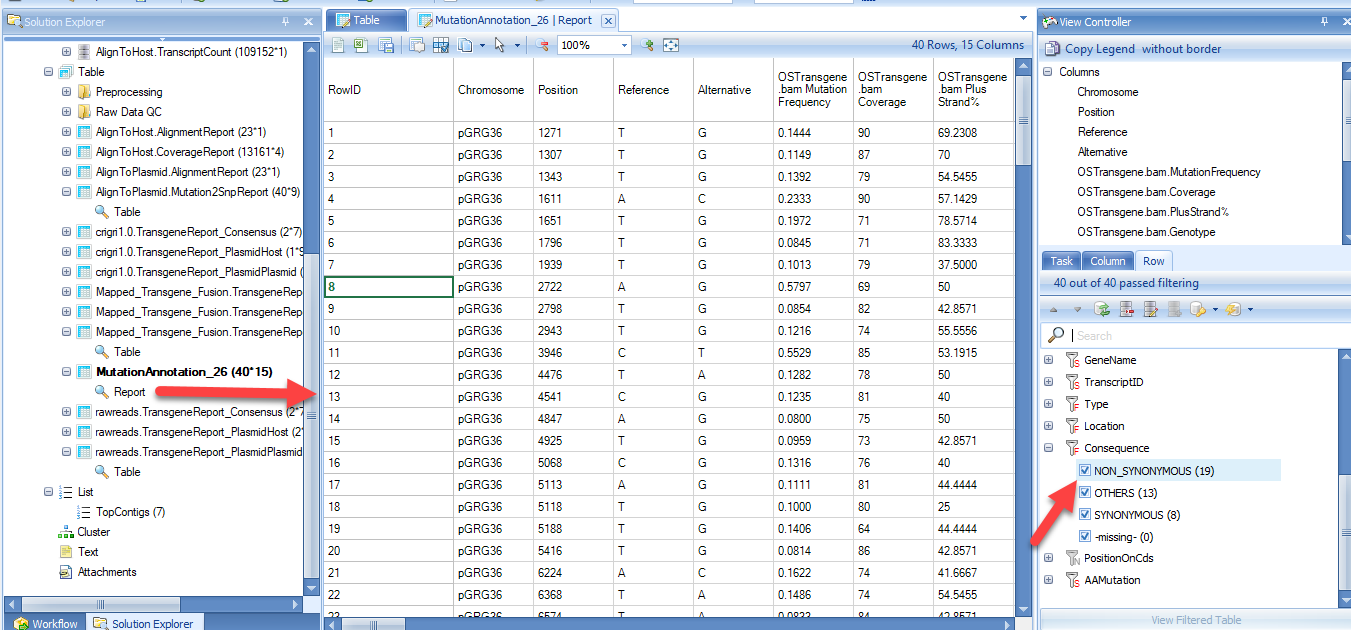 Solution Explorer
AlignToHost.TranscriptCount (109152*1)
Table
Preprocessing
Raw Data QC
AlignToHost.AlignmentReport (23*1)
AlignToHost.CoverageReport (13161*4)
AlignToPlasmid.AlignmentReport (23*1)
AlignToPlasmid.Mutation2SnpReport (40*9)
Table
crigri1.0.TransgeneReport_Consensus (2*7)
crigri1.0.TransgeneReport_PlasmidHost (1*9
crigri1.0.TransgeneReport_PlasmidPlasmid (
Mapped_Transgene_Fusion.TransgeneRep
Mapped_Transgene_Fusion.TransgeneRep
Mapped_Transgene_Fusion.TransgeneRep
Table
MutationAnnotation_26 (40*15)
Report
rawreads.TransgeneReport_Consensus (2*7
rawreads.TransgeneReport_PlasmidHost (2*
rawreads.TransgeneReport_PlasmidPlasmid
Table
List
TopContigs (7)
Cluster
Text
Attachments
Workflow Solution Explorer
Table MutationAnnotation_26 | Report
100% 40 Rows, 15 Columns
RowID Chromosome Position Reference Alternative OSTransgene .bam Mutation Frequency OSTransgene .bam Coverage OSTransgene .bam Plus Strand%
1 pGRG36 1271 T G 0.1444 90 69.2308
2 pGRG36 1307 T G 0.1149 87 70
3 pGRG36 1343 T G 0.1392 79 54.5455
4 pGRG36 1611 A C 0.2333 90 57.1429
5 pGRG36 1651 T G 0.1972 71 78.5714
6 pGRG36 1796 T G 0.0845 71 83.3333
7 pGRG36 1939 T G 0.1013 79 37.5000
8 pGRG36 2722 A G 0.5797 69 50
9 pGRG36 2798 T G 0.0854 82 42.8571
10 pGRG36 2943 T G 0.1216 74 55.5556
11 pGRG36 3946 C T 0.5529 85 53.1915
12 pGRG36 4476 T A 0.1282 78 50
13 pGRG36 4541 C G 0.1235 81 40
14 pGRG36 4847 A G 0.0800 75 50
15 pGRG36 4925 T G 0.0959 73 42.8571
16 pGRG36 5068 C G 0.1316 76 40
17 pGRG36 5113 A G 0.1111 81 44.4444
18 pGRG36 5118 T G 0.1000 80 25
19 pGRG36 5188 T G 0.1406 64 44.4444
20 pGRG36 5416 T G 0.0814 86 42.8571
21 pGRG36 6224 A C 0.1622 74 41.6667
22 pGRG36 6368 T A 0.1486 74 54.5455
23 pGRG36 6574 T A 0.0833 84 42.8571
View Controller
Copy Legend without border
Columns
Chromosome
Position
Reference
Alternative
OSTransgene.bam.MutationFrequency
OSTransgene.bam.Coverage
OSTransgene.bam.PlusStrand%
OSTransgene.bam.Genotype
Task Column Row
40 out of 40 passed filtering
Search
GeneName
TranscriptID
Type
Location
Consequence
NON_SYNONYMOUS (19)
OTHERS (13)
SYNONYMOUS (8)
-missing- (0)
PositionOnCds
AAMutation
View Filtered Table